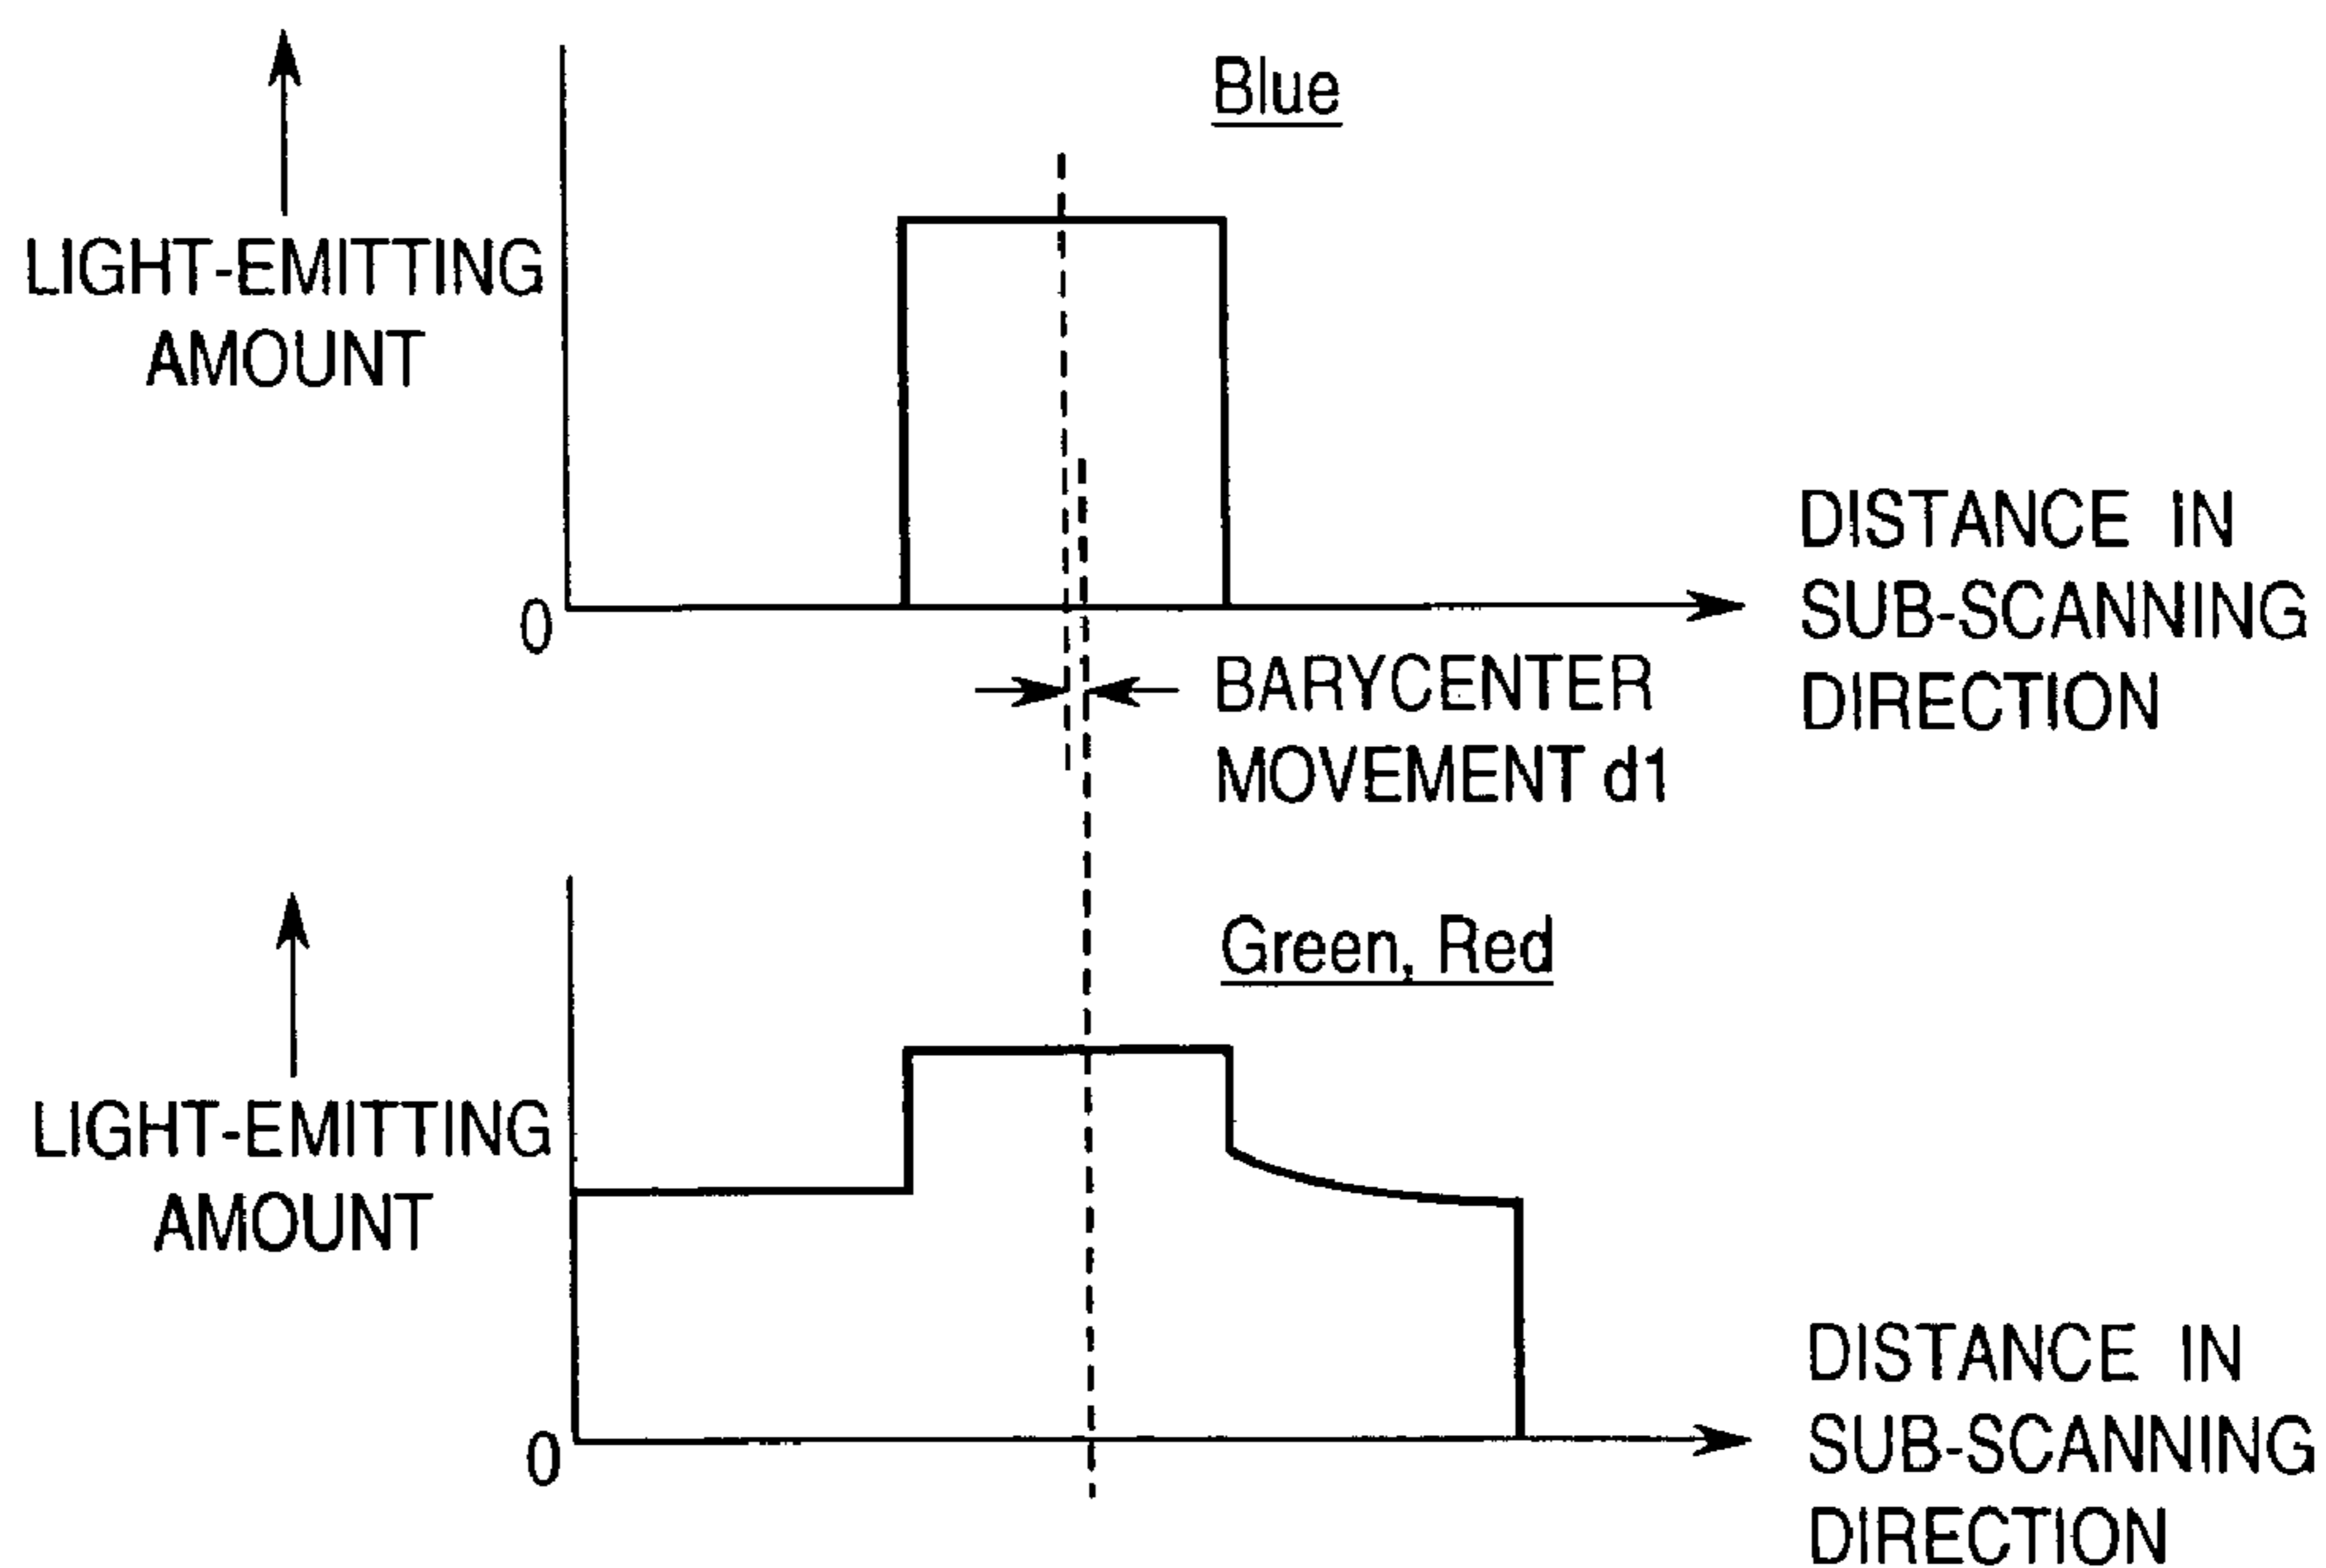 Blue
LIGHT-EMITTING
AMOUNT
0
DISTANCE IN
SUB-SCANNING
DIRECTION
BARYCENTER
MOVEMENT d1
Green, Red
LIGHT-EMITTING
AMOUNT
0
DISTANCE IN
SUB-SCANNING
DIRECTION